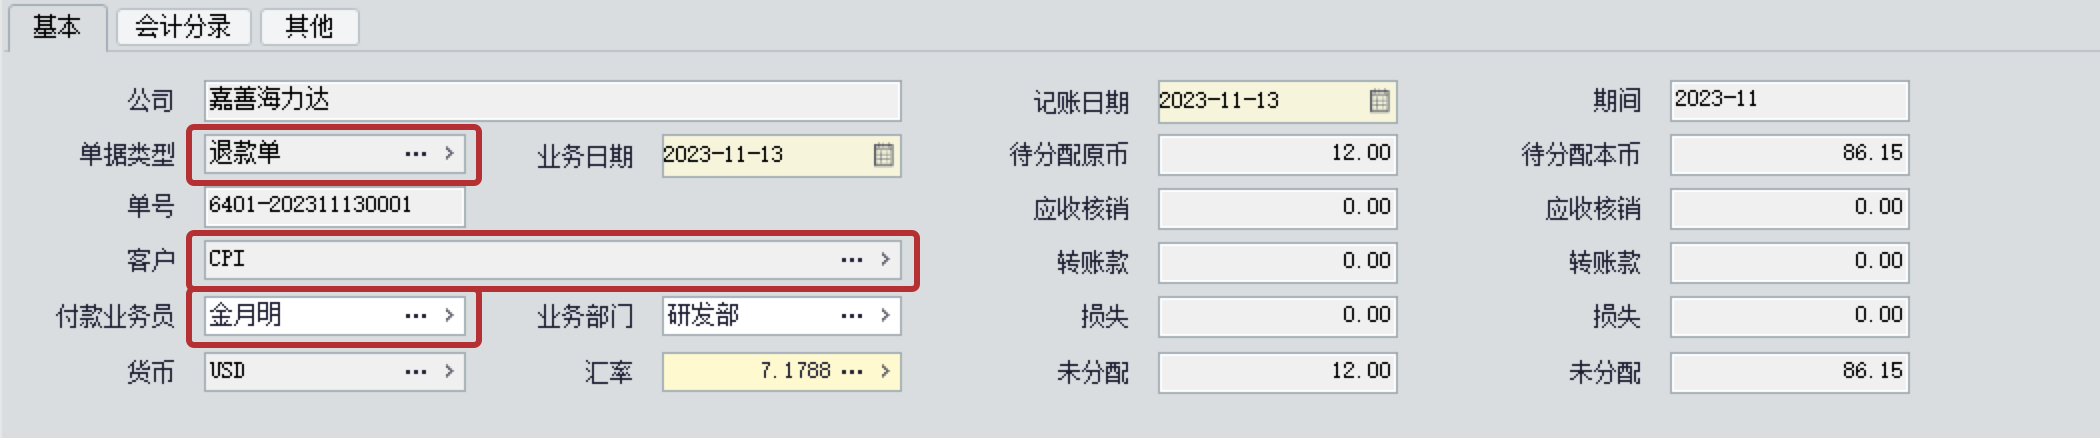 基本 会计分录 其他
公司 嘉善海力达 记账日期 2023-11-13 期间 2023-11
单据类型 退款单 ··· > 业务日期 2023-11-13 待分配原币 12.00 待分配本币 86.15
单号 6401-202311130001 应收核销 0.00 应收核销 0.00
客户 CPI ··· > 转账款 0.00 转账款 0.00
付款业务员 金月明 ··· > 业务部门 研发部 ··· > 损失 0.00 损失 0.00
货币 USD ··· > 汇率 7.1788 ··· > 未分配 12.00 未分配 86.15